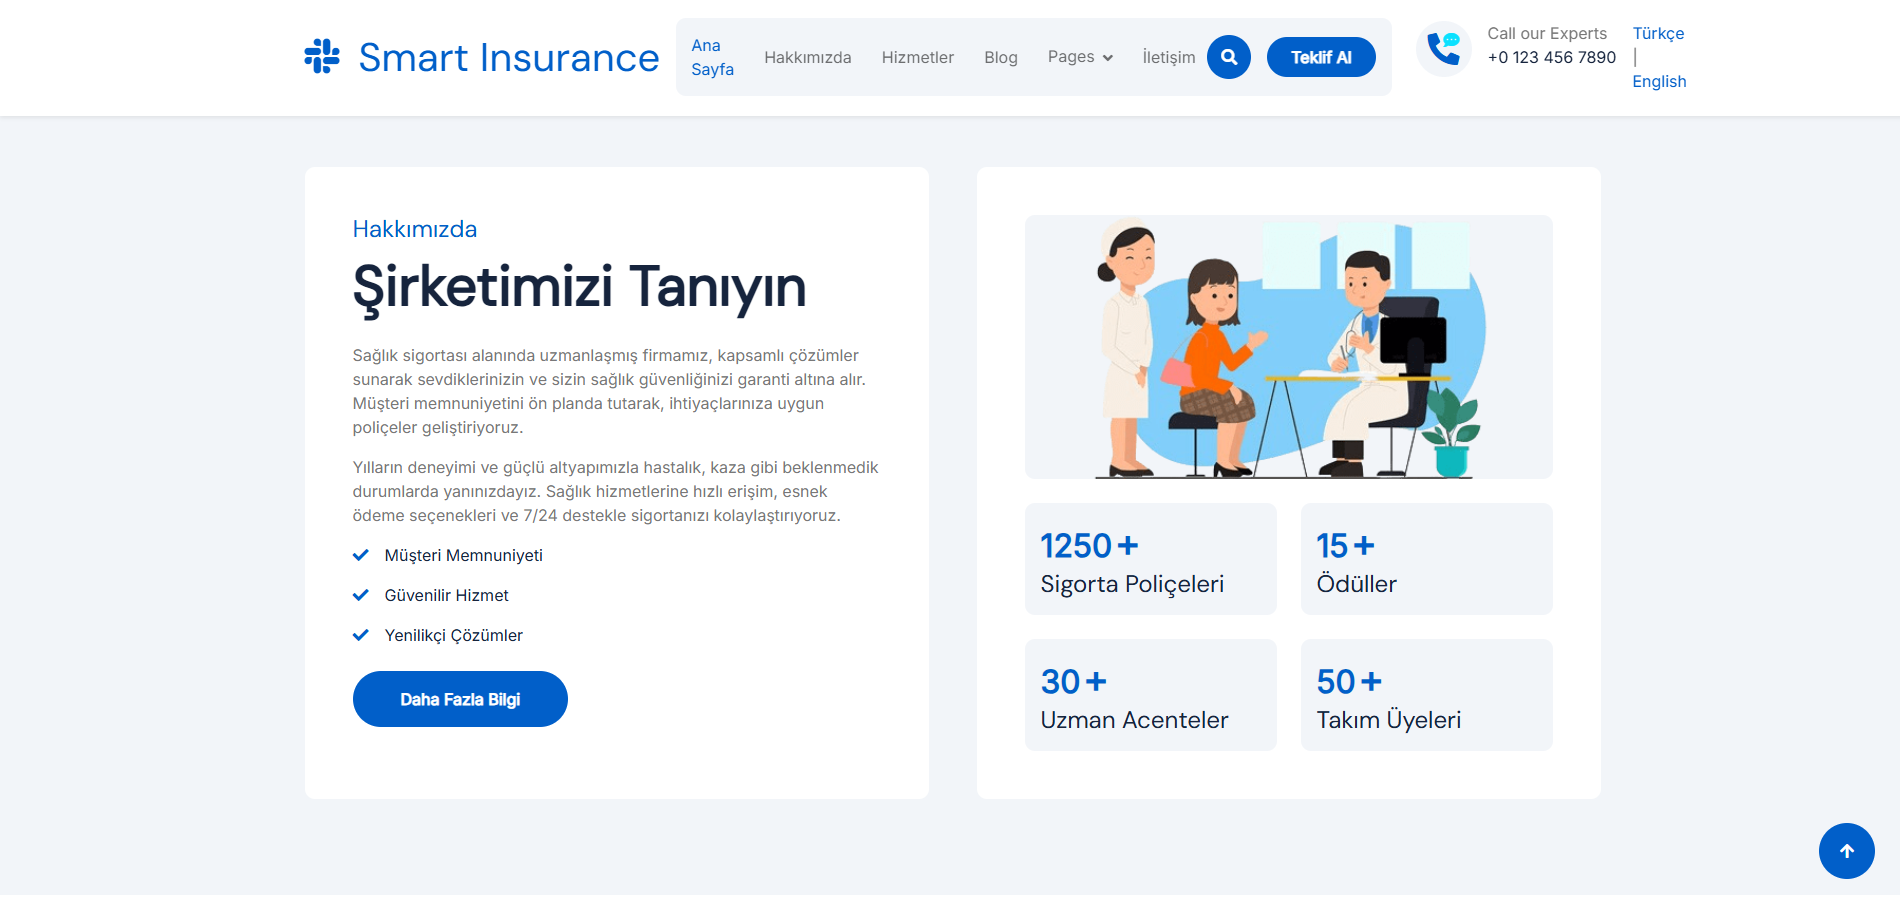 Smart Insurance
Ana
Sayfa
Hakkımızda
Hizmetler
Blog
Pages
İletişim
Teklif Al
Call our Experts
+0 123 456 7890
Türkçe
|
English
Hakkımızda
Şirketimizi Tanıyın
Sağlık sigortası alanında uzmanlaşmış firmamız, kapsamlı çözümler
sunarak sevdiklerinizin ve sizin sağlık güvenliğinizi garanti altına alır.
Müşteri memnuniyetini ön planda tutarak, ihtiyaçlarınıza uygun
poliçeler geliştiriyoruz.
Yılların deneyimi ve güçlü altyapımızla hastalık, kaza gibi beklenmedik
durumlarda yanınızdayız. Sağlık hizmetlerine hızlı erişim, esnek
ödeme seçenekleri ve 7/24 destekle sigortanızı kolaylaştırıyoruz.
Müşteri Memnuniyeti
Güvenilir Hizmet
Yenilikçi Çözümler
Daha Fazla Bilgi
1250+
Sigorta Poliçeleri
15+
Ödüller
30+
Uzman Acenteler
50+
Takım Üyeleri